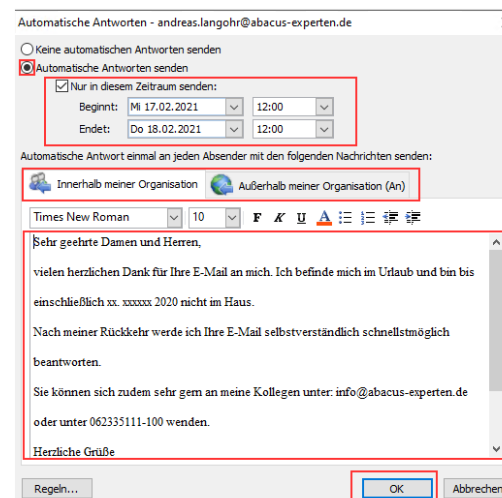 Automatische Antworten - andreas.langohr@abacus-experten.de
Keine automatischen Antworten senden
Automatische Antworten senden
Nur in diesem Zeitraum senden:
Beginnt: Mi 17.02.2021 12:00
Endet: Do 18.02.2021 12:00
Automatische Antwort einmal an jeden Absender mit den folgenden Nachrichten senden:
Innerhalb meiner Organisation Außerhalb meiner Organisation (An)
Times New Roman 10 F K U A
Sehr geehrte Damen und Herren,
vielen herzlichen Dank für Ihre E-Mail an mich. Ich befinde mich im Urlaub und bin bis
einschließlich xx. xxxxxx 2020 nicht im Haus.
Nach meiner Rückkehr werde ich Ihre E-Mail selbstverständlich schnellstmöglich
beantworten.
Sie können sich zudem sehr gern an meine Kollegen unter: info@abacus-experten.de
oder unter 062335111-100 wenden.
Herzliche Grüße
Regeln... OK Abbrechen